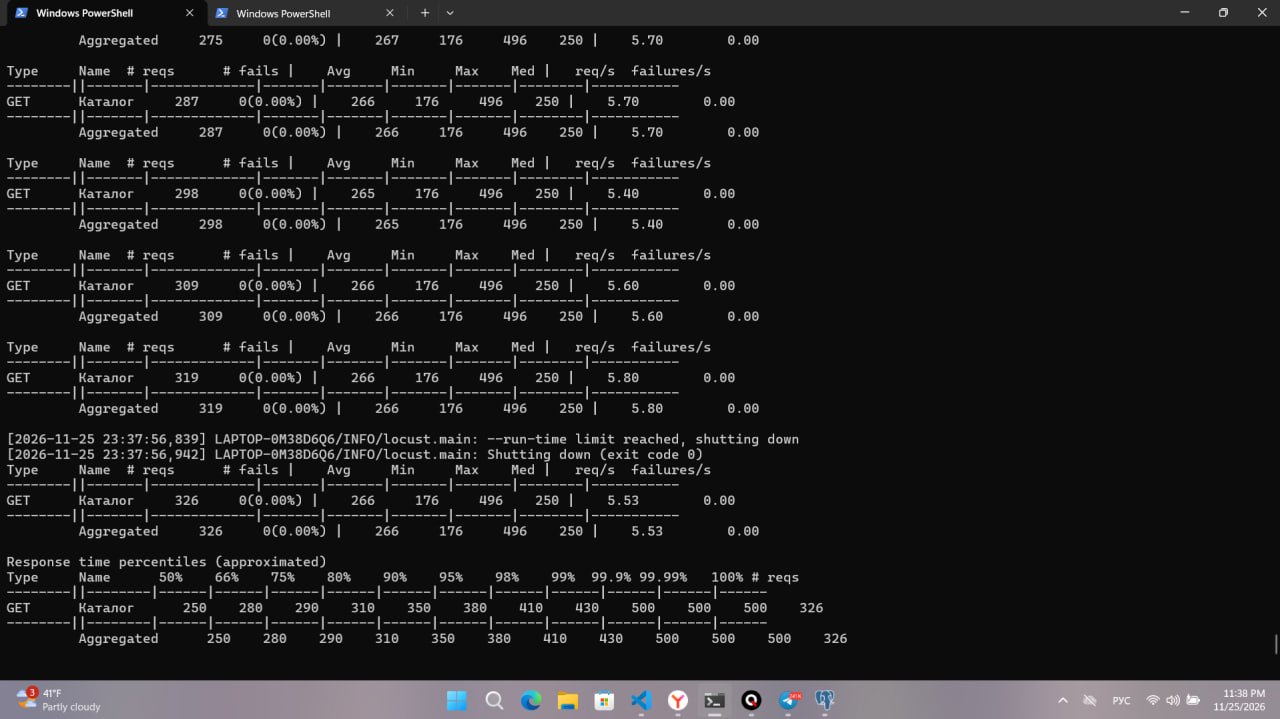 Windows PowerShell
Windows PowerShell
Aggregated 275 0(0.00%) | 267 176 496 250 | 5.70 0.00
Type Name # reqs # fails | Avg Min Max Med | req/s failures/s
--------||-------|-------------|-------|-------|-------|-------|--------|-----------
GET Каталог 287 0(0.00%) | 266 176 496 250 | 5.70 0.00
--------||-------|-------------|-------|-------|-------|-------|--------|-----------
Aggregated 287 0(0.00%) | 266 176 496 250 | 5.70 0.00
Type Name # reqs # fails | Avg Min Max Med | req/s failures/s
--------||-------|-------------|-------|-------|-------|-------|--------|-----------
GET Каталог 298 0(0.00%) | 265 176 496 250 | 5.40 0.00
--------||-------|-------------|-------|-------|-------|-------|--------|-----------
Aggregated 298 0(0.00%) | 265 176 496 250 | 5.40 0.00
Type Name # reqs # fails | Avg Min Max Med | req/s failures/s
--------||-------|-------------|-------|-------|-------|-------|--------|-----------
GET Каталог 309 0(0.00%) | 266 176 496 250 | 5.60 0.00
--------||-------|-------------|-------|-------|-------|-------|--------|-----------
Aggregated 309 0(0.00%) | 266 176 496 250 | 5.60 0.00
Type Name # reqs # fails | Avg Min Max Med | req/s failures/s
--------||-------|-------------|-------|-------|-------|-------|--------|-----------
GET Каталог 319 0(0.00%) | 266 176 496 250 | 5.80 0.00
--------||-------|-------------|-------|-------|-------|-------|--------|-----------
Aggregated 319 0(0.00%) | 266 176 496 250 | 5.80 0.00
[2026-11-25 23:37:56,839] LAPTOP-0M38D6Q6/INFO/locust.main: --run-time limit reached, shutting down
[2026-11-25 23:37:56,942] LAPTOP-0M38D6Q6/INFO/locust.main: Shutting down (exit code 0)
Type Name # reqs # fails | Avg Min Max Med | req/s failures/s
--------||-------|-------------|-------|-------|-------|-------|--------|-----------
GET Каталог 326 0(0.00%) | 266 176 496 250 | 5.53 0.00
--------||-------|-------------|-------|-------|-------|-------|--------|-----------
Aggregated 326 0(0.00%) | 266 176 496 250 | 5.53 0.00
Response time percentiles (approximated)
Type Name 50% 66% 75% 80% 90% 95% 98% 99% 99.9% 99.99% 100% # reqs
--------||--------|------|------|------|------|------|------|------|------|------|------|------
GET Каталог 250 280 290 310 350 380 410 430 500 500 500 326
--------||--------|------|------|------|------|------|------|------|------|------|------|------
Aggregated 250 280 290 310 350 380 410 430 500 500 500 326
3
41°F
Partly cloudy
РУС
11:38 PM
11/25/2026